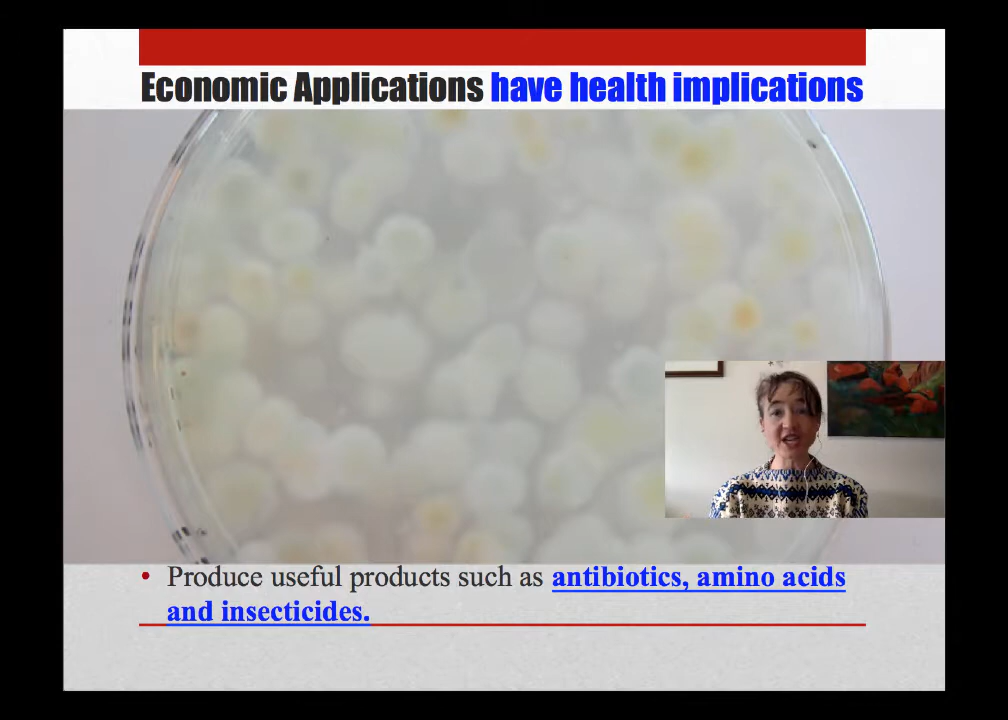 Economic Applications have health implications
• Produce useful products such as antibiotics, amino acids
and insecticides.